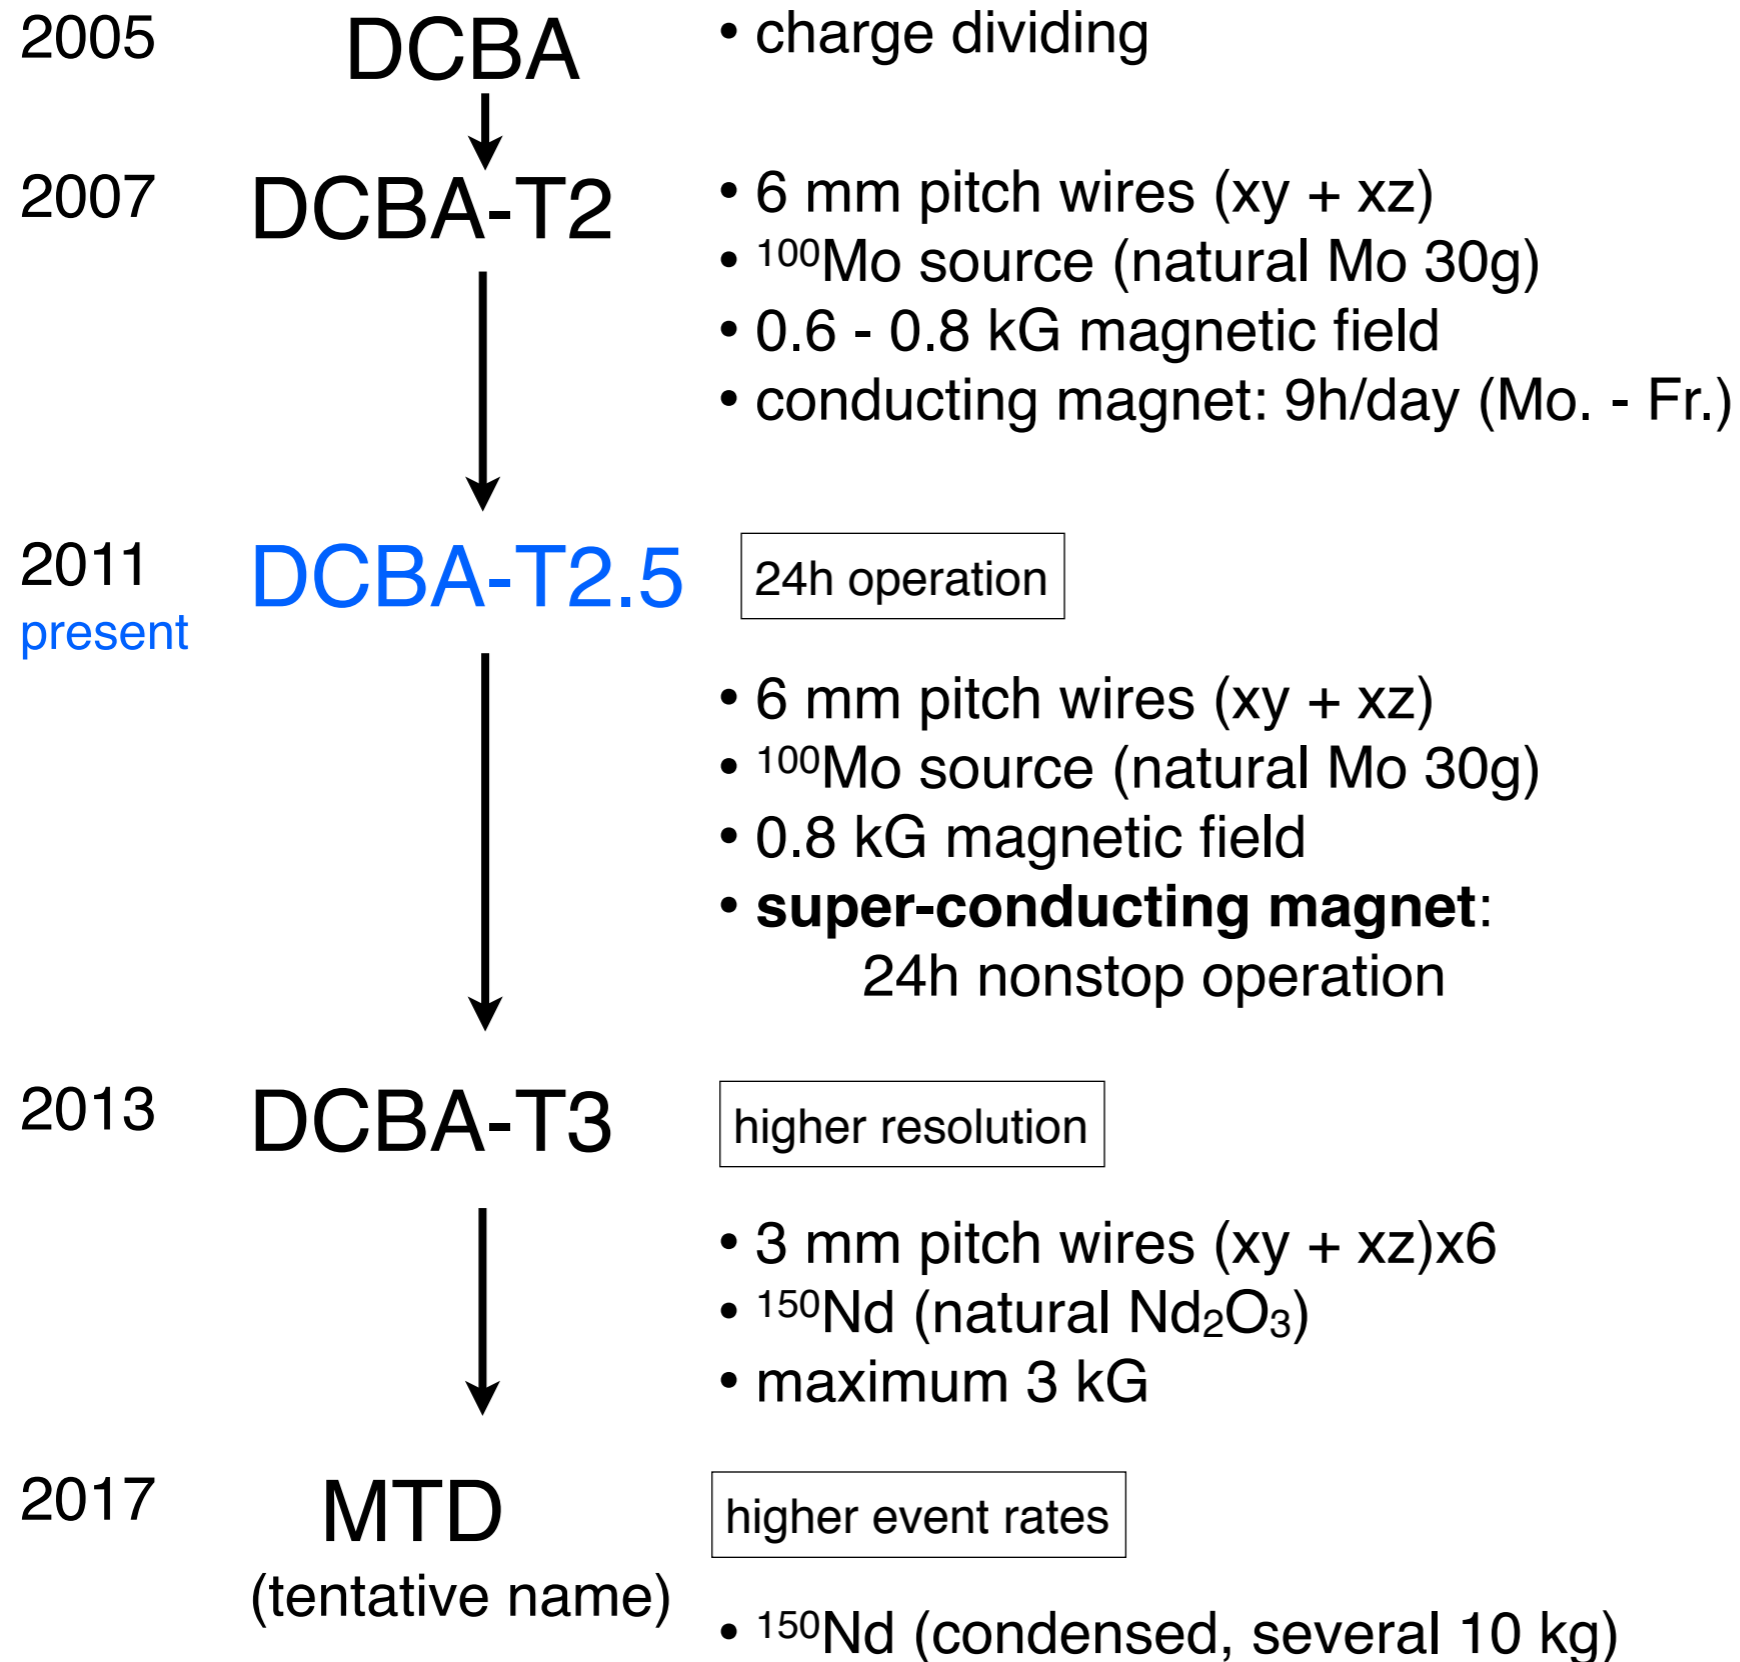 2005 DCBA • charge dividing
2007 DCBA-T2 • 6 mm pitch wires (xy + xz)
• ¹⁰⁰Mo source (natural Mo 30g)
• 0.6 - 0.8 kG magnetic field
• conducting magnet: 9h/day (Mo. - Fr.)
2011 DCBA-T2.5 24h operation
present
• 6 mm pitch wires (xy + xz)
• ¹⁰⁰Mo source (natural Mo 30g)
• 0.8 kG magnetic field
• super-conducting magnet:
24h nonstop operation
2013 DCBA-T3 higher resolution
• 3 mm pitch wires (xy + xz)x6
• ¹⁵⁰Nd (natural Nd₂O₃)
• maximum 3 kG
2017 MTD higher event rates
(tentative name)
• ¹⁵⁰Nd (condensed, several 10 kg)